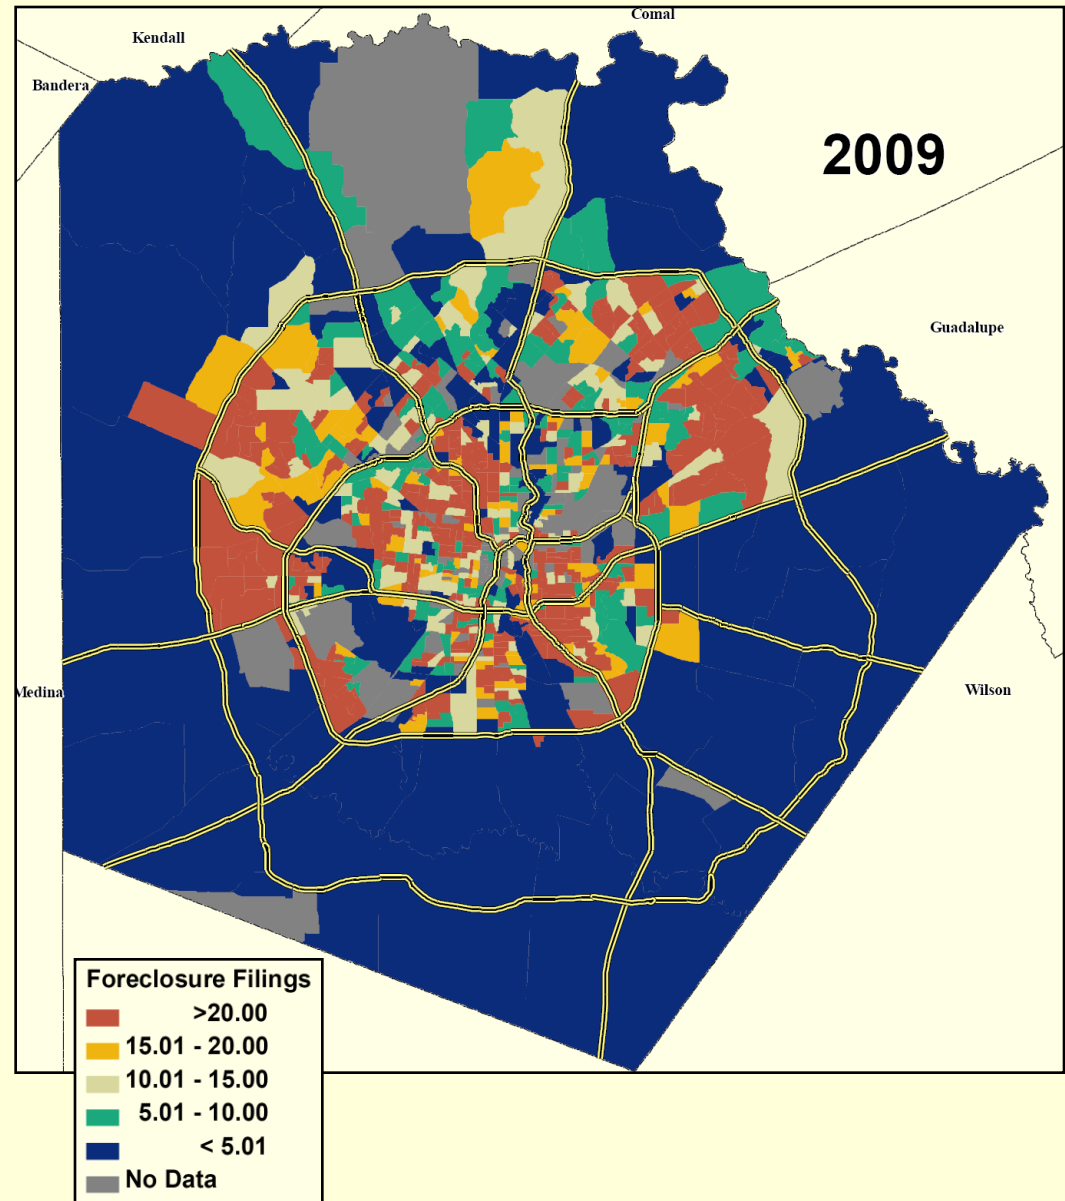 Comal
Kendall
Bandera
2009
Guadalupe
Medina
Wilson
Foreclosure Filings
>20.00
15.01 - 20.00
10.01 - 15.00
5.01 - 10.00
< 5.01
No Data